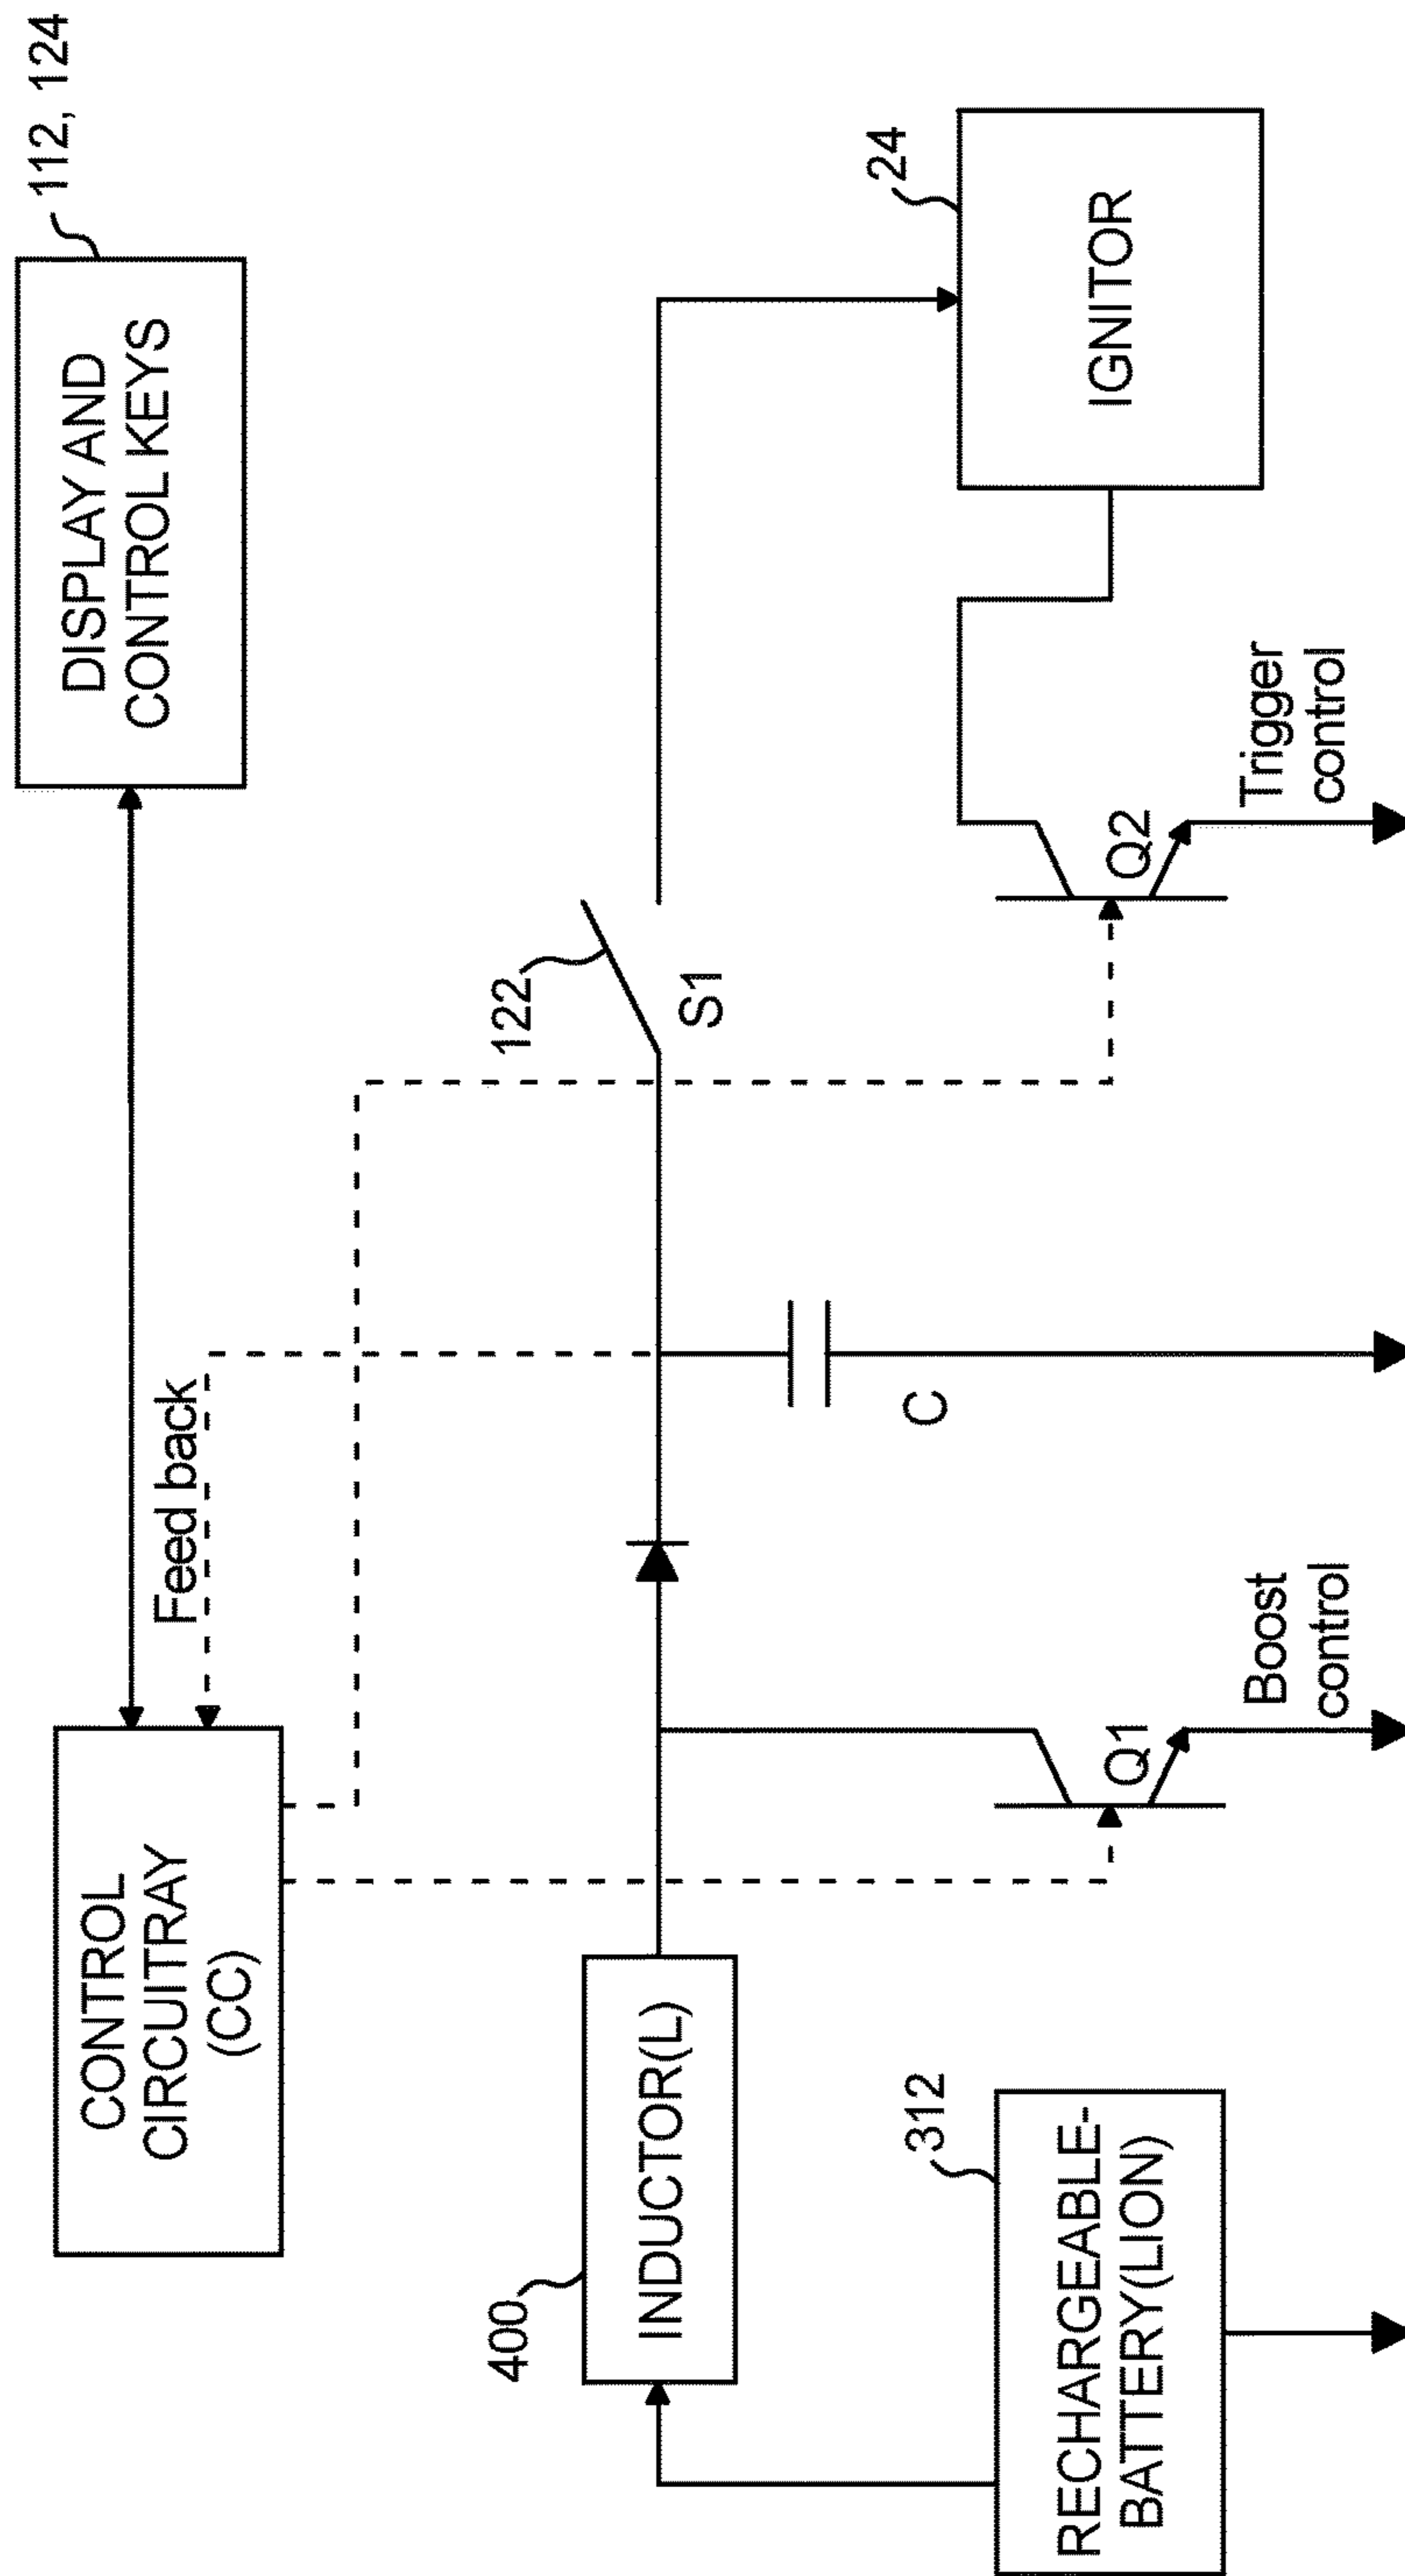 112, 124
DISPLAY AND
CONTROL KEYS
Feed back
CONTROL
CIRCUITRAY
(CC)
122
S1
24
IGNITOR
400
INDUCTOR(L)
C
Q2
Trigger
control
Q1
Boost
control
312
RECHARGEABLE-
BATTERY(LION)